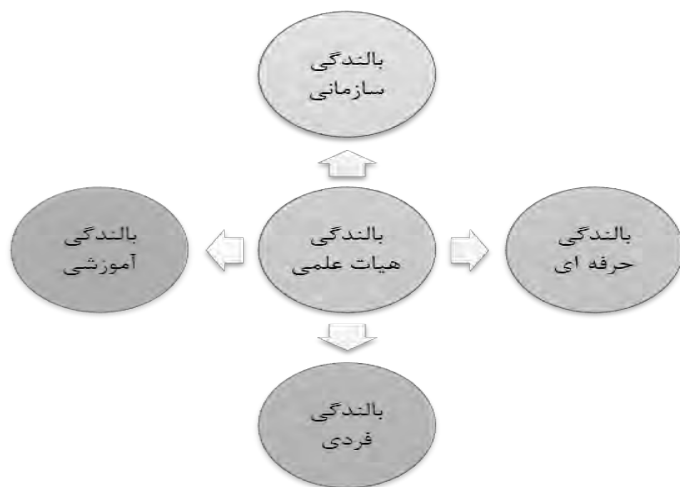 بالندگی
سازمانی
بالندگی
حرفه ای
بالندگی
هیات علمی
بالندگی
آموزشی
بالندگی
فردی